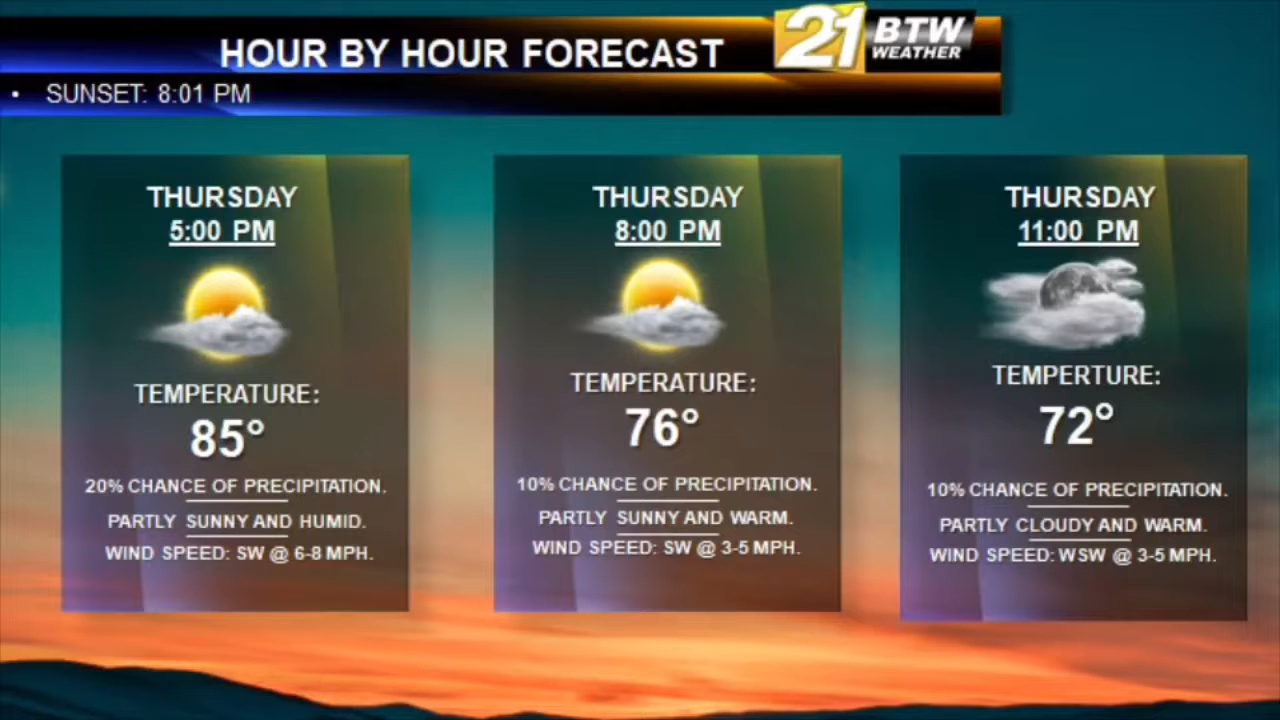 HOUR BY HOUR FORECAST
21 BTW
WEATHER
• SUNSET: 8:01 PM
THURSDAY
5:00 PM
TEMPERATURE:
85°
20% CHANCE OF PRECIPITATION.
PARTLY SUNNY AND HUMID.
WIND SPEED: SW @ 6-8 MPH.
THURSDAY
8:00 PM
TEMPERATURE:
76°
10% CHANCE OF PRECIPITATION.
PARTLY SUNNY AND WARM.
WIND SPEED: SW @ 3-5 MPH.
THURSDAY
11:00 PM
TEMPERTURE:
72°
10% CHANCE OF PRECIPITATION.
PARTLY CLOUDY AND WARM.
WIND SPEED: WSW @ 3-5 MPH.